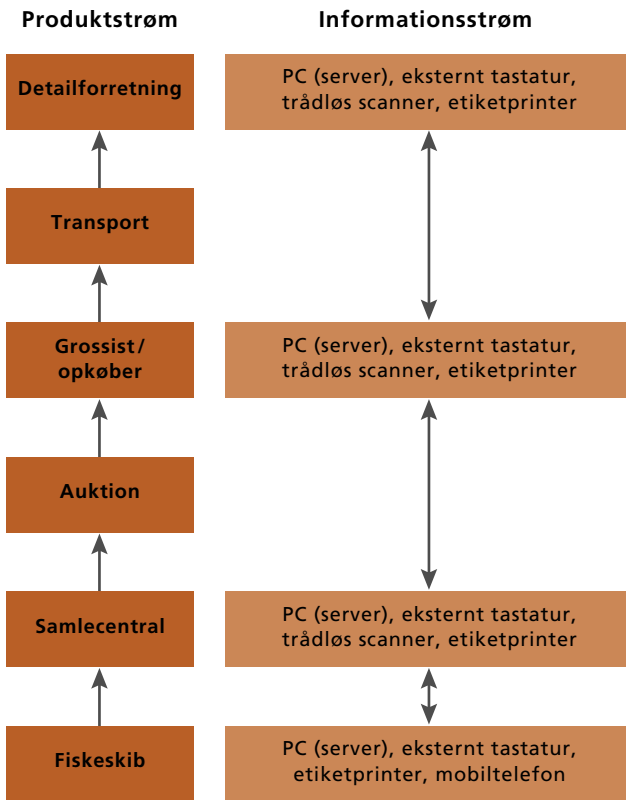 Produktstrøm
Informationsstrøm
Detailforretning
PC (server), eksternt tastatur,
trådløs scanner, etiketprinter
Transport
Grossist/
opkøber
PC (server), eksternt tastatur,
trådløs scanner, etiketprinter
Auktion
Samlecentral
PC (server), eksternt tastatur,
trådløs scanner, etiketprinter
Fiskeskib
PC (server), eksternt tastatur,
etiketprinter, mobiltelefon